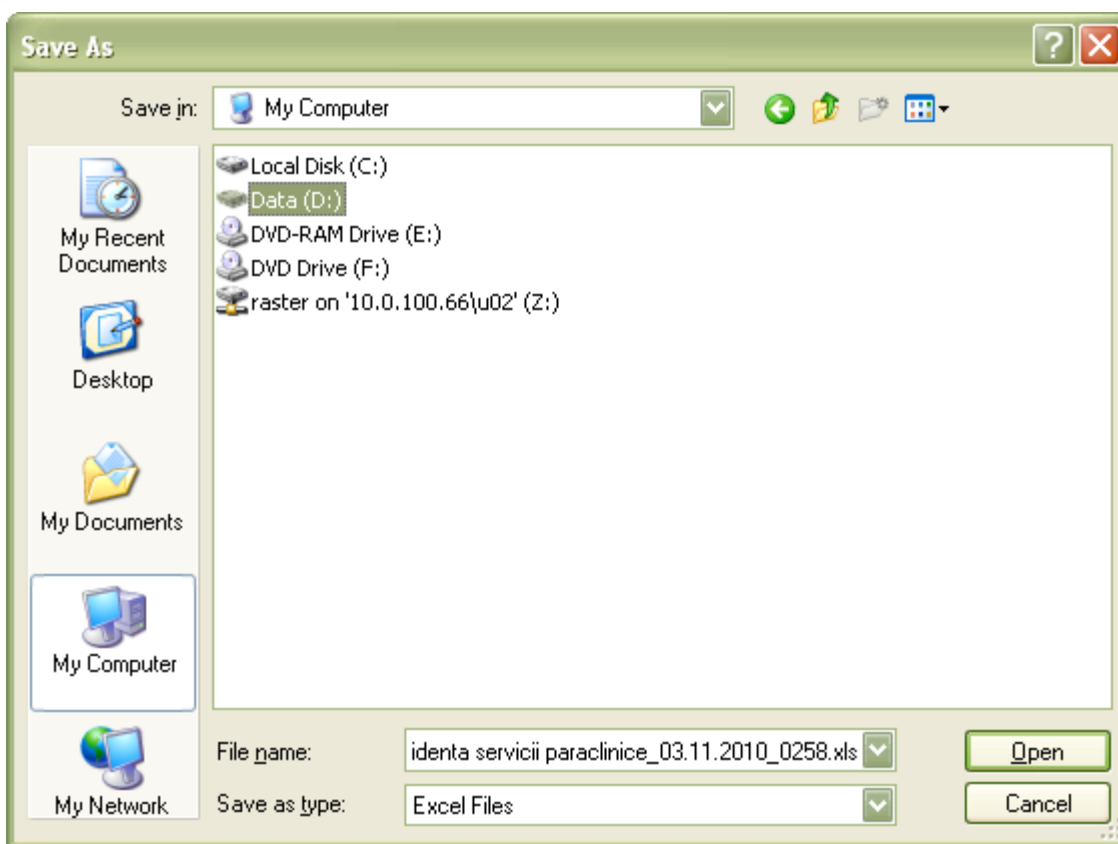 Save As
Save in: My Computer
Local Disk (C:)
Data (D:)
DVD-RAM Drive (E:)
DVD Drive (F:)
raster on '10.0.100.66\u02' (Z:)
My Recent
Documents
Desktop
My Documents
My Computer
My Network
File name: identa servicii paraclinice_03.11.2010_0258.xls Open
Save as type: Excel Files Cancel